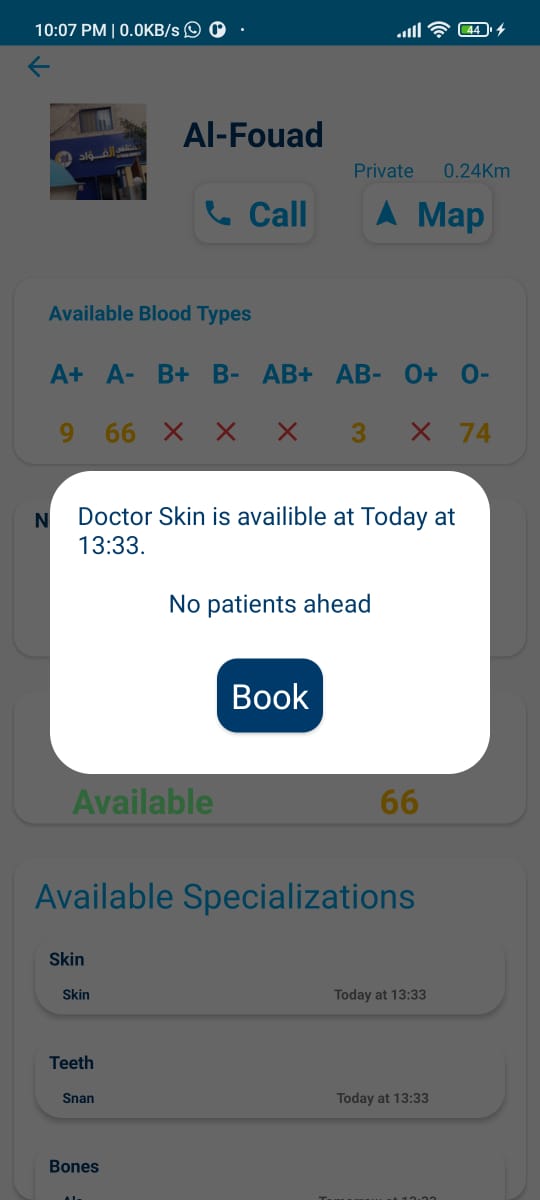 10:07 PM | 0.0KB/s
44
Al-Fouad
الفؤاد
Private 0.24Km
Call Map
Available Blood Types
A+ A- B+ B- AB+ AB- O+ O-
9 66 3 74
N
Doctor Skin is availible at Today at
13:33.
No patients ahead
Book
Available 66
Available Specializations
Skin
Skin Today at 13:33
Teeth
Snan Today at 13:33
Bones